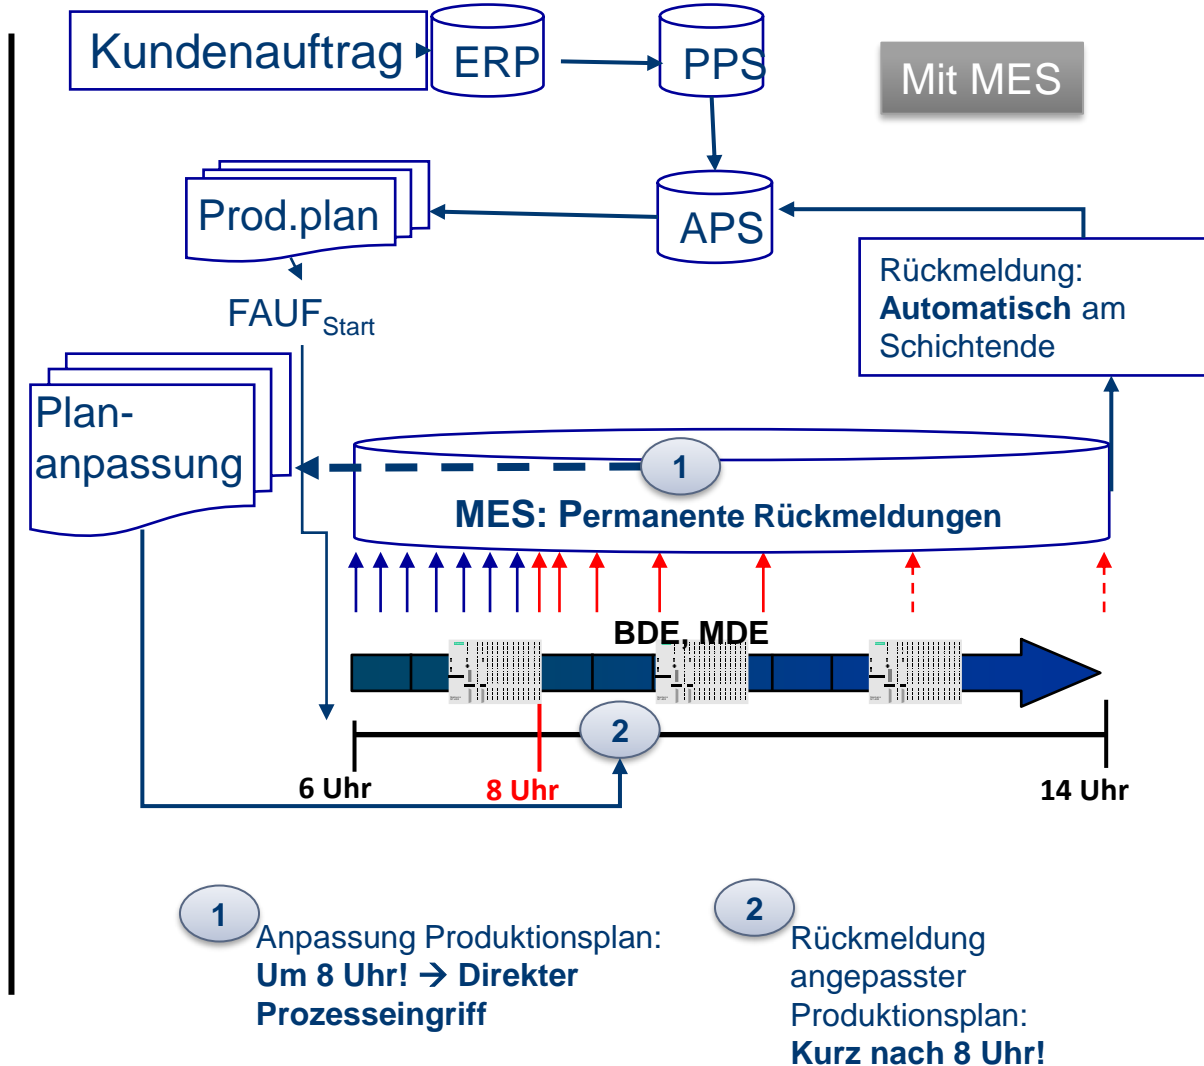 Kundenauftrag
ERP
PPS
Mit MES
Prod.plan
APS
Rückmeldung:
Automatisch am
Schichtende
FAUF Start
Plan-
anpassung
1
MES: Permanente Rückmeldungen
BDE, MDE
2
6 Uhr
8 Uhr
14 Uhr
1
Anpassung Produktionsplan:
Um 8 Uhr! → Direkter
Prozesseingriff
2
Rückmeldung
angepasster
Produktionsplan:
Kurz nach 8 Uhr!